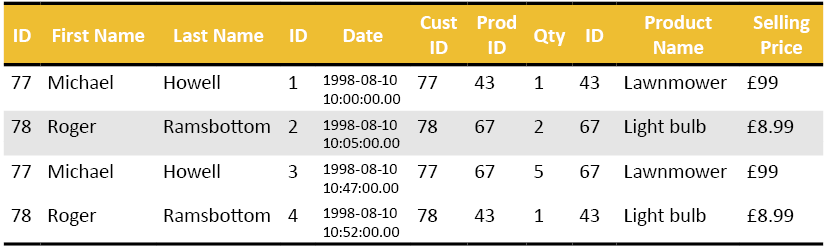 ID First Name Last Name ID Date Cust ID Prod ID Qty ID Product Name Selling Price
77 Michael Howell 1 1998-08-10 10:00:00.00 77 43 1 43 Lawnmower £99
78 Roger Ramsbottom 2 1998-08-10 10:05:00.00 78 67 2 67 Light bulb £8.99
77 Michael Howell 3 1998-08-10 10:47:00.00 77 67 5 67 Lawnmower £99
78 Roger Ramsbottom 4 1998-08-10 10:52:00.00 78 43 1 43 Light bulb £8.99